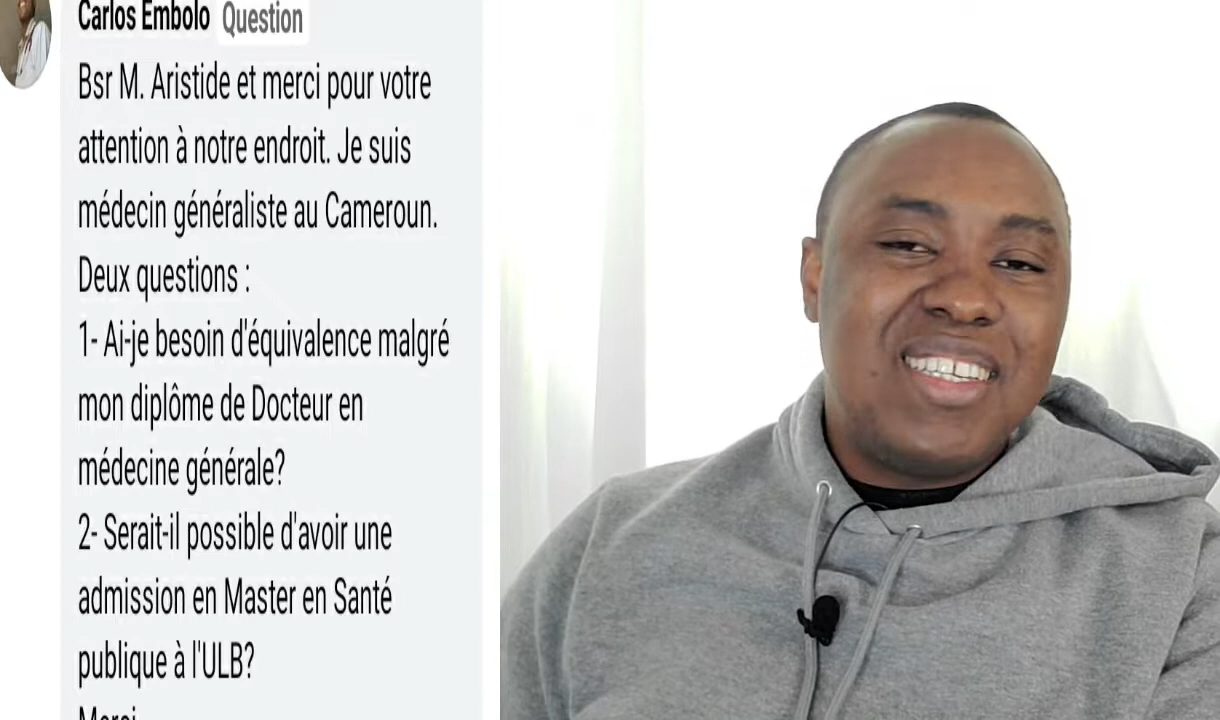 Carlos Embolo Question
Bsr M. Aristide et merci pour votre
attention à notre endroit. Je suis
médecin généraliste au Cameroun.
Deux questions :
1- Ai-je besoin d'équivalence malgré
mon diplôme de Docteur en
médecine générale?
2- Serait-il possible d'avoir une
admission en Master en Santé
publique à l'ULB?
Merci